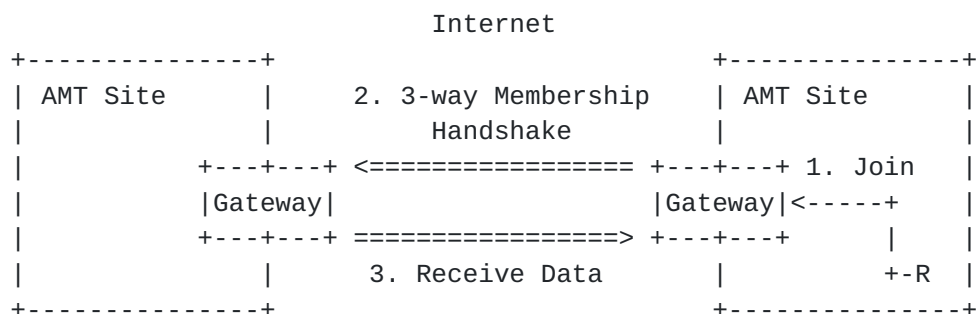 Internet
+---------------+                             +---------------+
| AMT Site      |     2. 3-way Membership     | AMT Site      |
|               |          Handshake          |               |
|           +---+---+ <================= +---+---+ 1. Join   |
|           |Gateway|                     |Gateway|<-----+    |
|           +---+---+ =================> +---+---+      |    |
|               |      3. Receive Data        |          +-R  |
+---------------+                             +---------------+